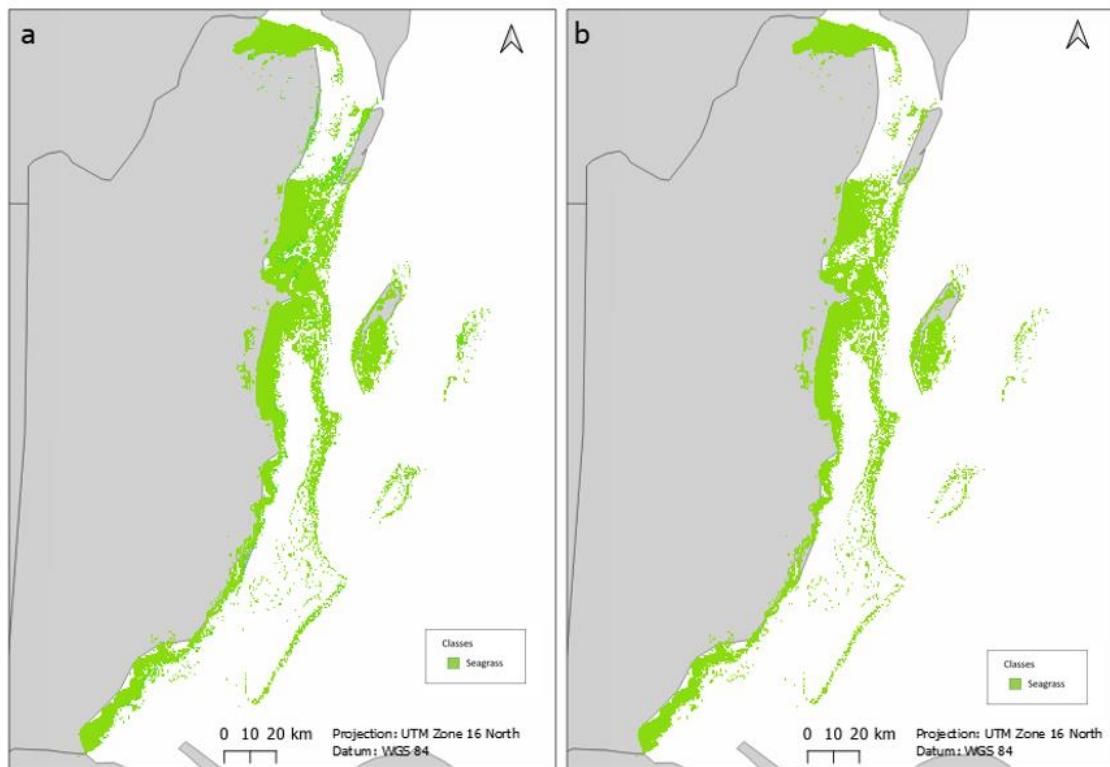 a
Classes
Seagrass
0 10 20 km
Projection: UTM Zone 16 North
Datum: WGS 84
b
Classes
Seagrass
0 10 20 km
Projection: UTM Zone 16 North
Datum: WGS 84